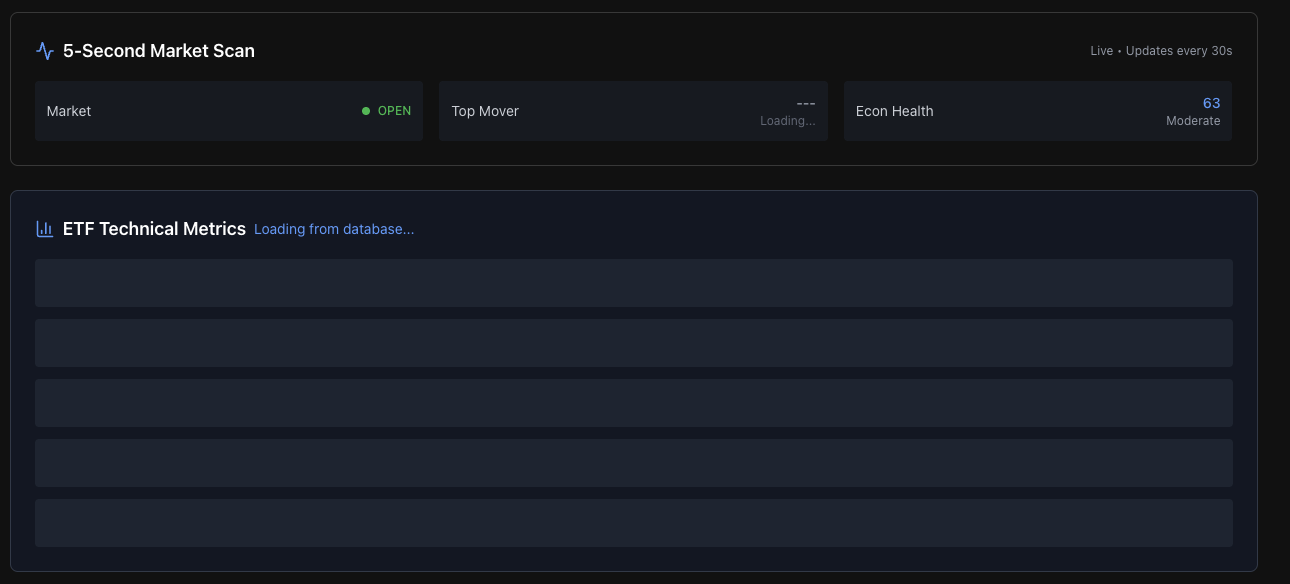 5-Second Market Scan
Live • Updates every 30s
Market
OPEN
Top Mover
---
Loading...
Econ Health
63
Moderate
ETF Technical Metrics
Loading from database...